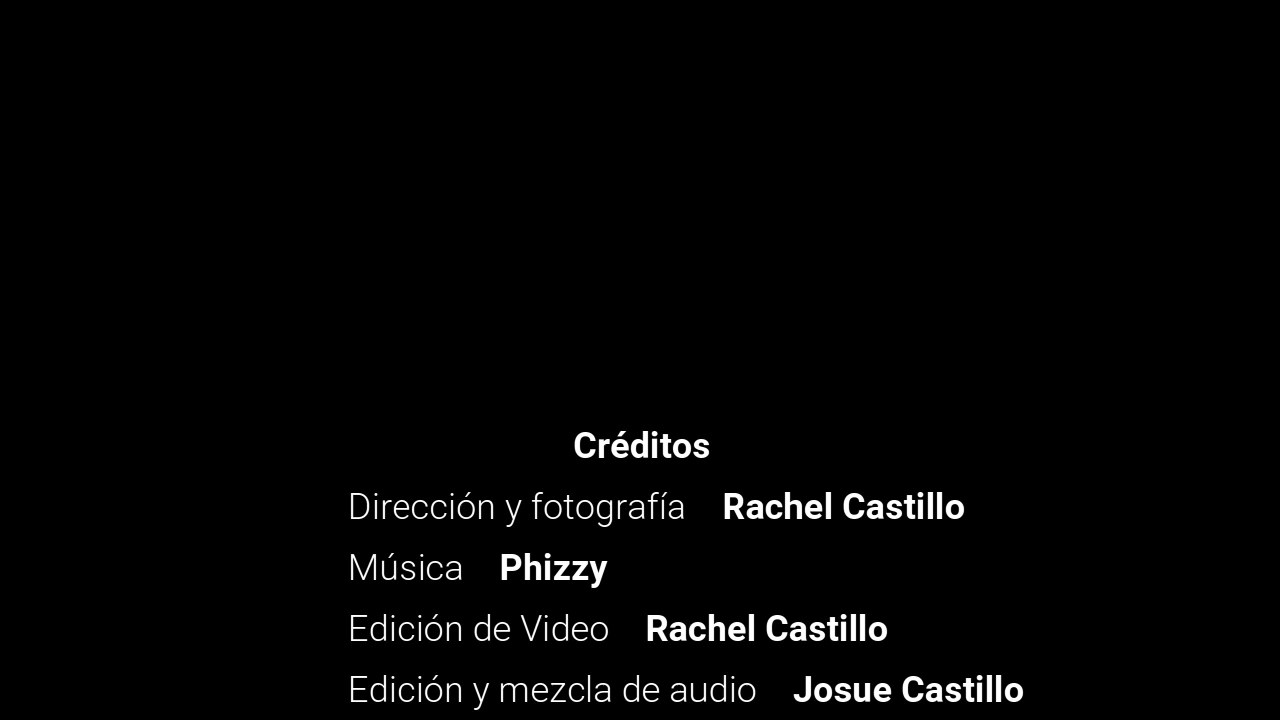 Créditos
Dirección y fotografía Rachel Castillo
Música Phizzy
Edición de Video Rachel Castillo
Edición y mezcla de audio Josue Castillo